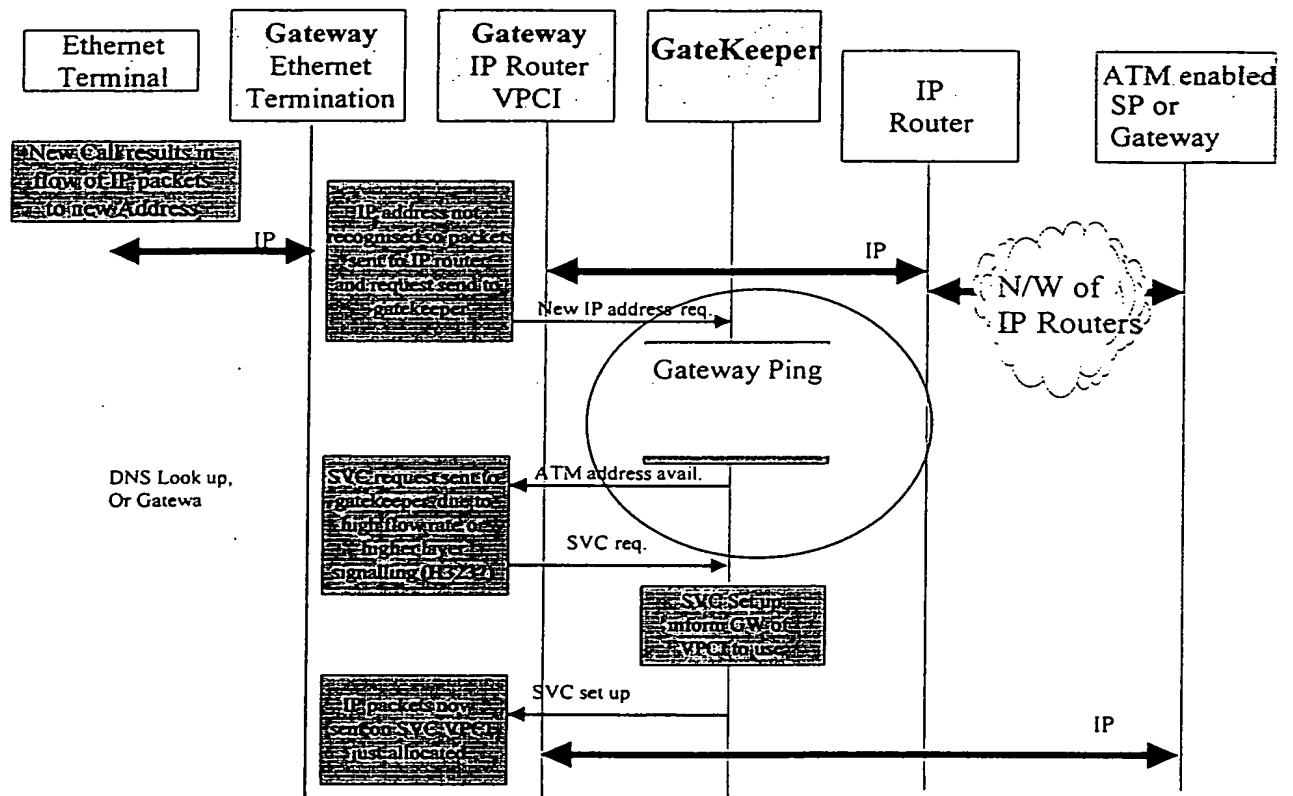 Ethernet
Terminal
Gateway
Ethernet
Termination
Gateway
IP Router
VPCI
GateKeeper
IP
Router
ATM enabled
SP or
Gateway
New Call results in
flow of IP packets
to new Address
IP
IP address not
recognised so packet
sent to IP router
and request send to
gatekeeper
IP
N/W of
IP Routers
New IP address req.
Gateway Ping
DNS Look up,
Or Gatewa
SVC request sent to
gatekeeper due to
high flow rate or
higher layer
signalling
ATM address avail.
SVC req.
SVC Set up,
inform GW of
VPCI to use
IP packets now
sent on SVC VPCI
just allocated
SVC set up
IP